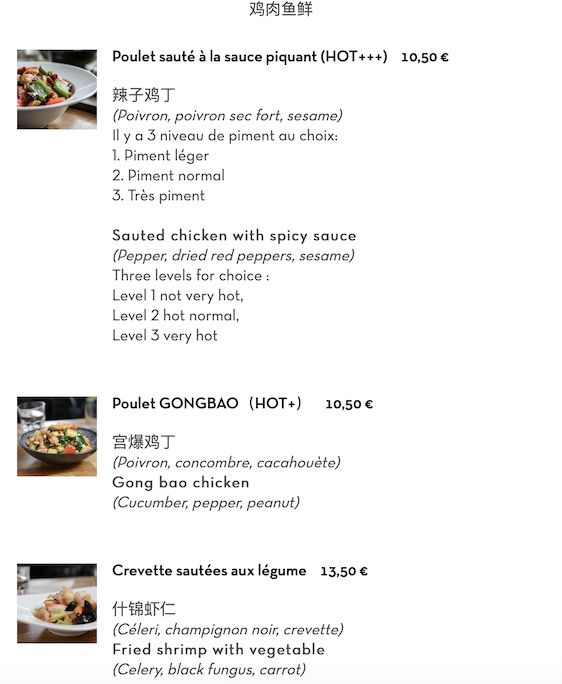 鸡肉鱼鲜
Poulet sauté à la sauce piquant (HOT+++) 10,50 €
辣子鸡丁
(Poivron, poivron sec fort, sesame)
Il y a 3 niveau de piment au choix:
1. Piment léger
2. Piment normal
3. Très piment
Sauted chicken with spicy sauce
(Pepper, dried red peppers, sesame)
Three levels for choice :
Level 1 not very hot,
Level 2 hot normal,
Level 3 very hot
Poulet GONGBAO（HOT+） 10,50 €
宫爆鸡丁
(Poivron, concombre, cacahouète)
Gong bao chicken
(Cucumber, pepper, peanut)
Crevette sautées aux légume 13,50 €
什锦虾仁
(Céleri, champignon noir, crevette)
Fried shrimp with vegetable
(Celery, black fungus, carrot)